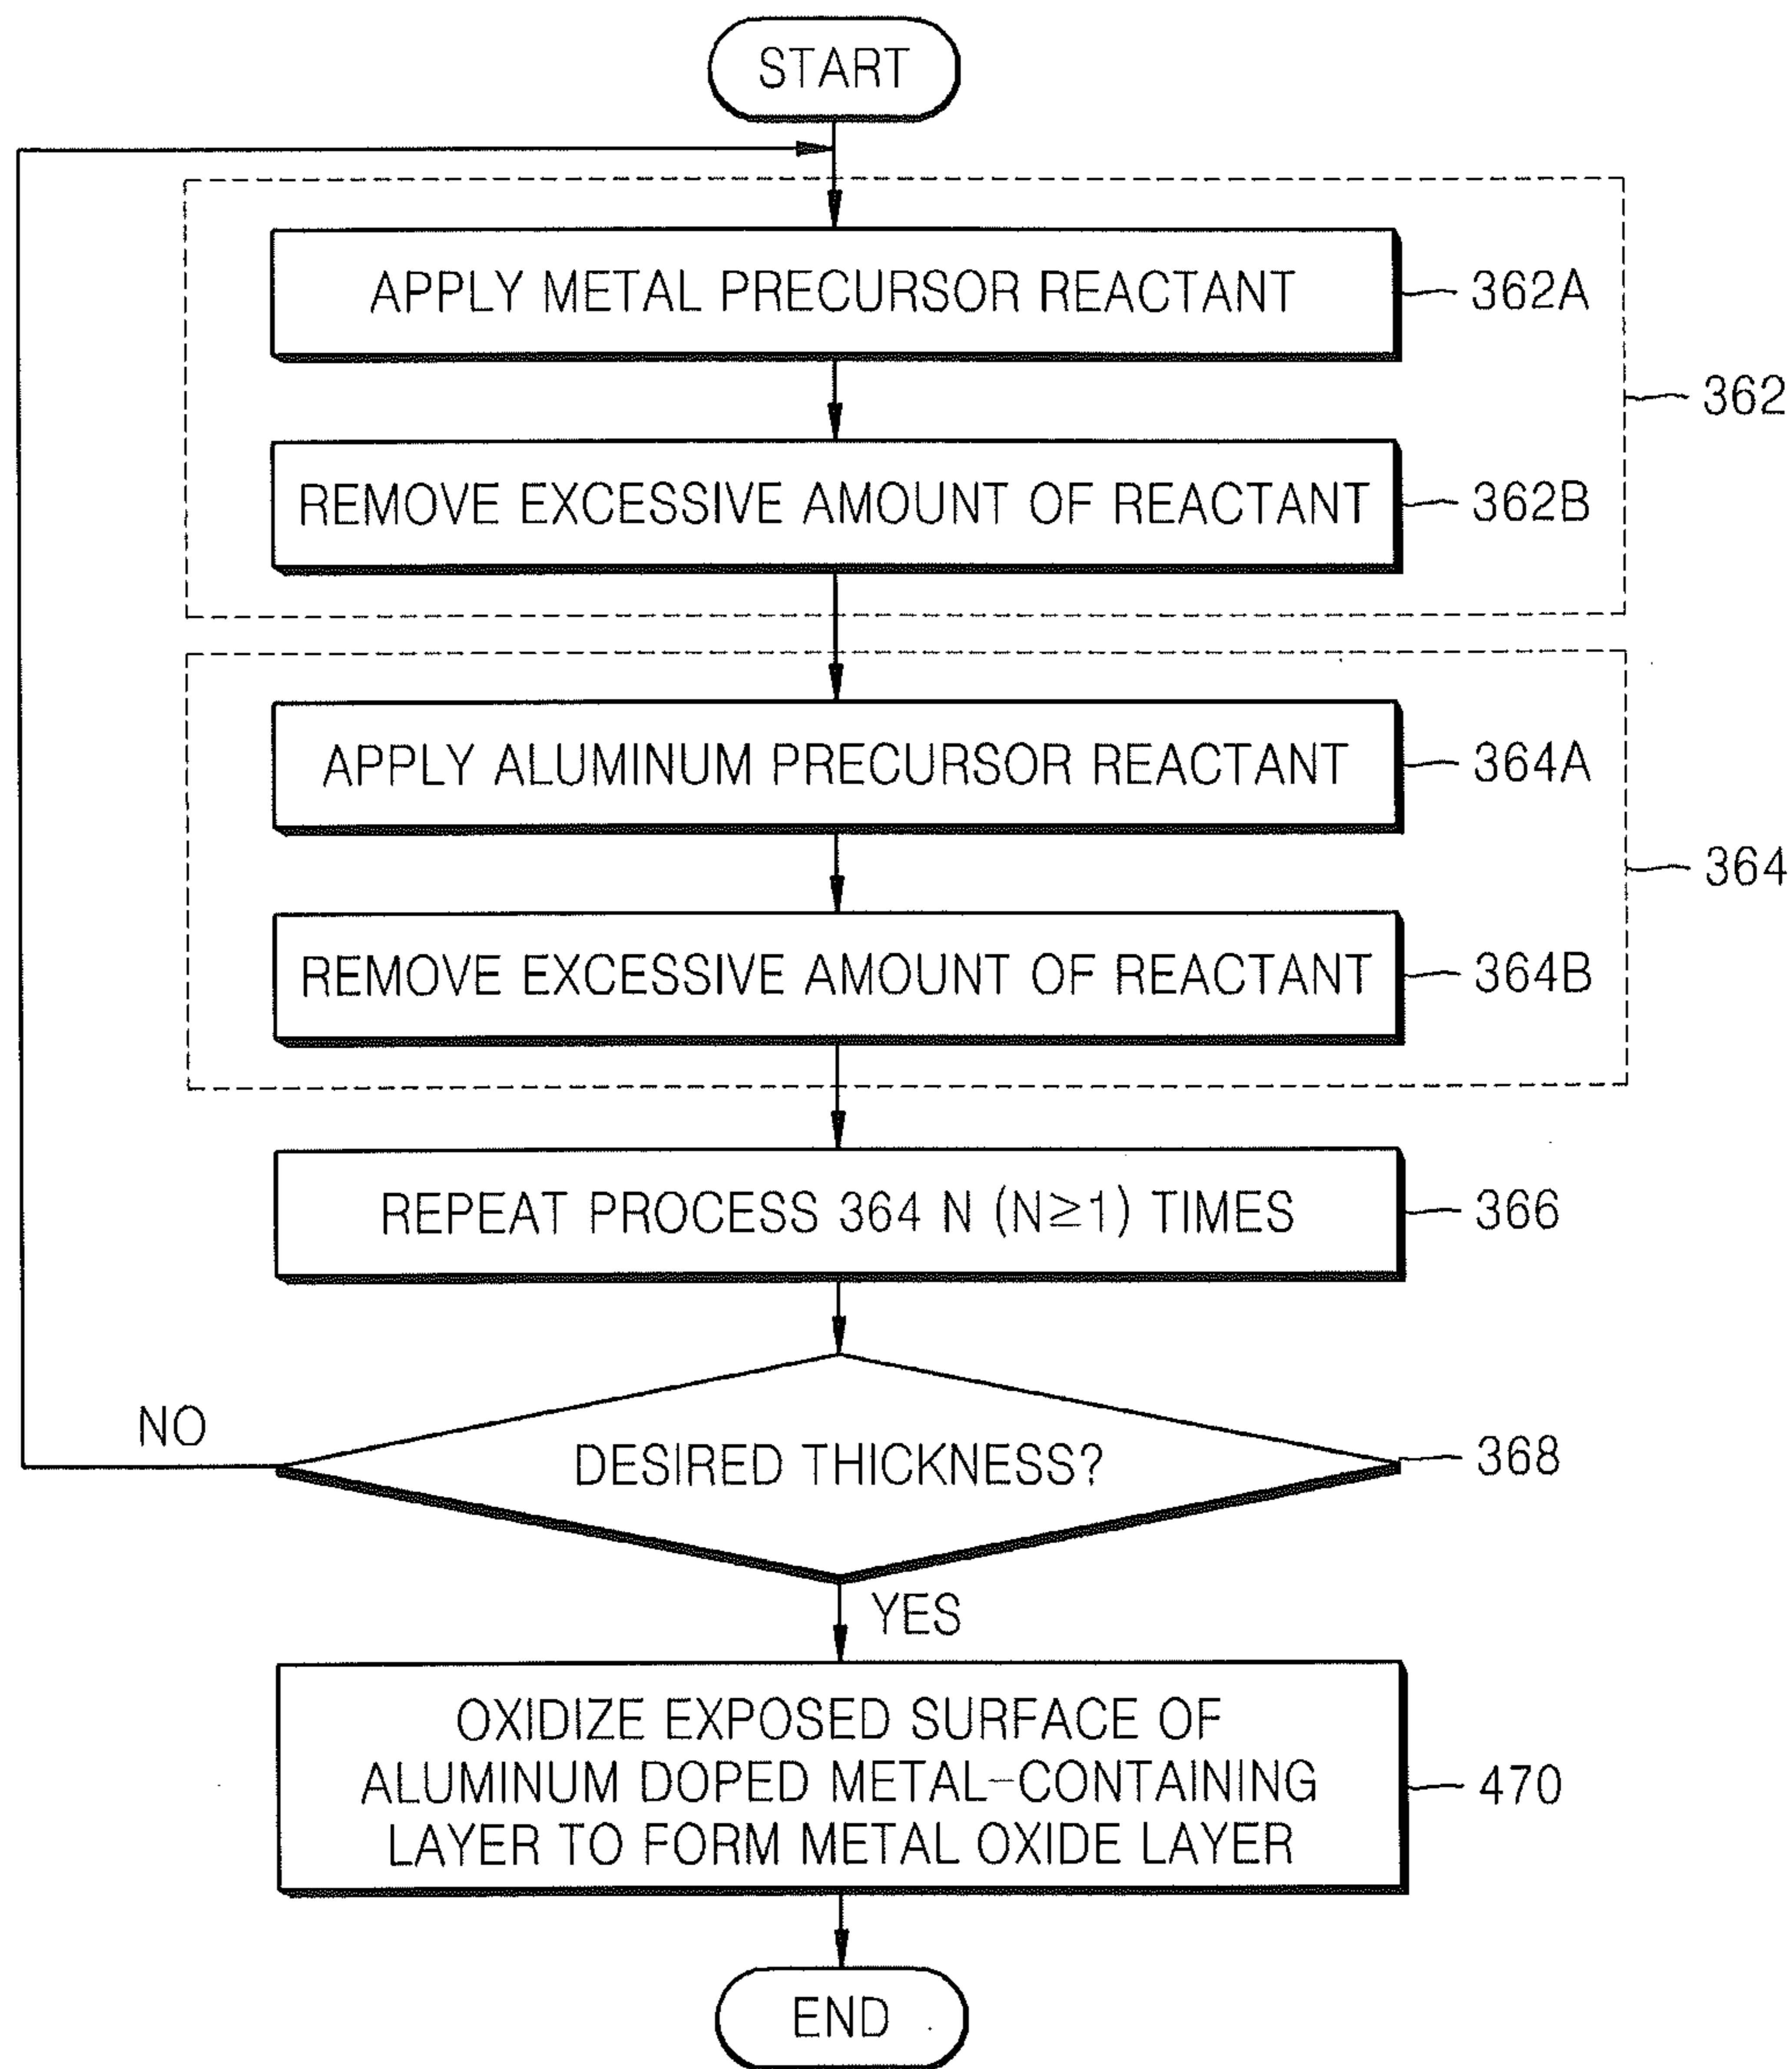 START
APPLY METAL PRECURSOR REACTANT
362A
362
REMOVE EXCESSIVE AMOUNT OF REACTANT
362B
APPLY ALUMINUM PRECURSOR REACTANT
364A
364
REMOVE EXCESSIVE AMOUNT OF REACTANT
364B
REPEAT PROCESS 364 N (N≥1) TIMES
366
NO
DESIRED THICKNESS?
368
YES
OXIDIZE EXPOSED SURFACE OF
ALUMINUM DOPED METAL-CONTAINING
LAYER TO FORM METAL OXIDE LAYER
470
END